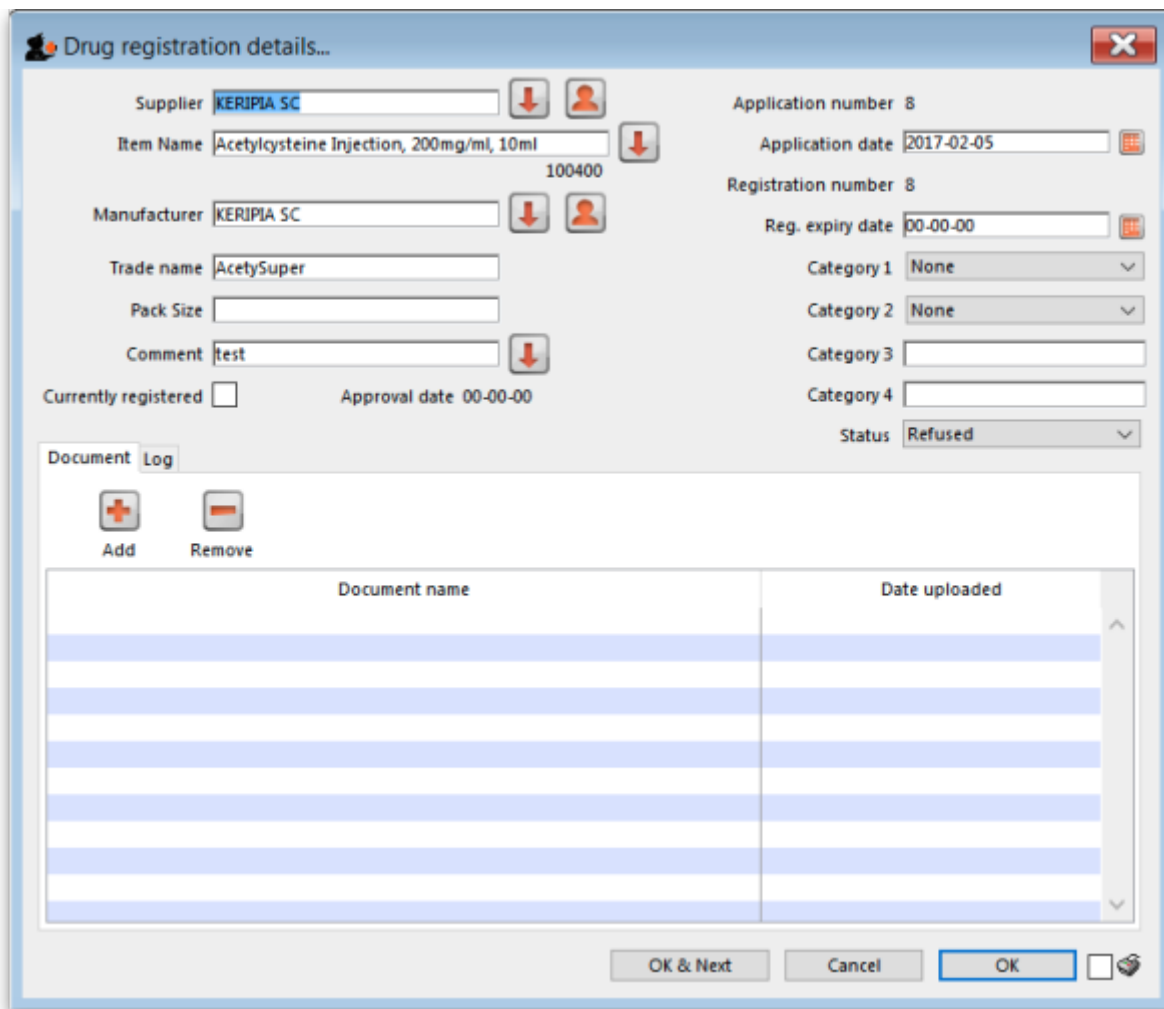 Drug registration details...
Supplier KERIPIA SC
Item Name Acetylcysteine Injection, 200mg/ml, 10ml
100400
Manufacturer KERIPIA SC
Trade name AcetySuper
Pack Size
Comment test
Currently registered Approval date 00-00-00
Application number 8
Application date 2017-02-05
Registration number 8
Reg. expiry date 00-00-00
Category 1 None
Category 2 None
Category 3
Category 4
Status Refused
Document Log
Add Remove
Document name Date uploaded
OK & Next Cancel OK